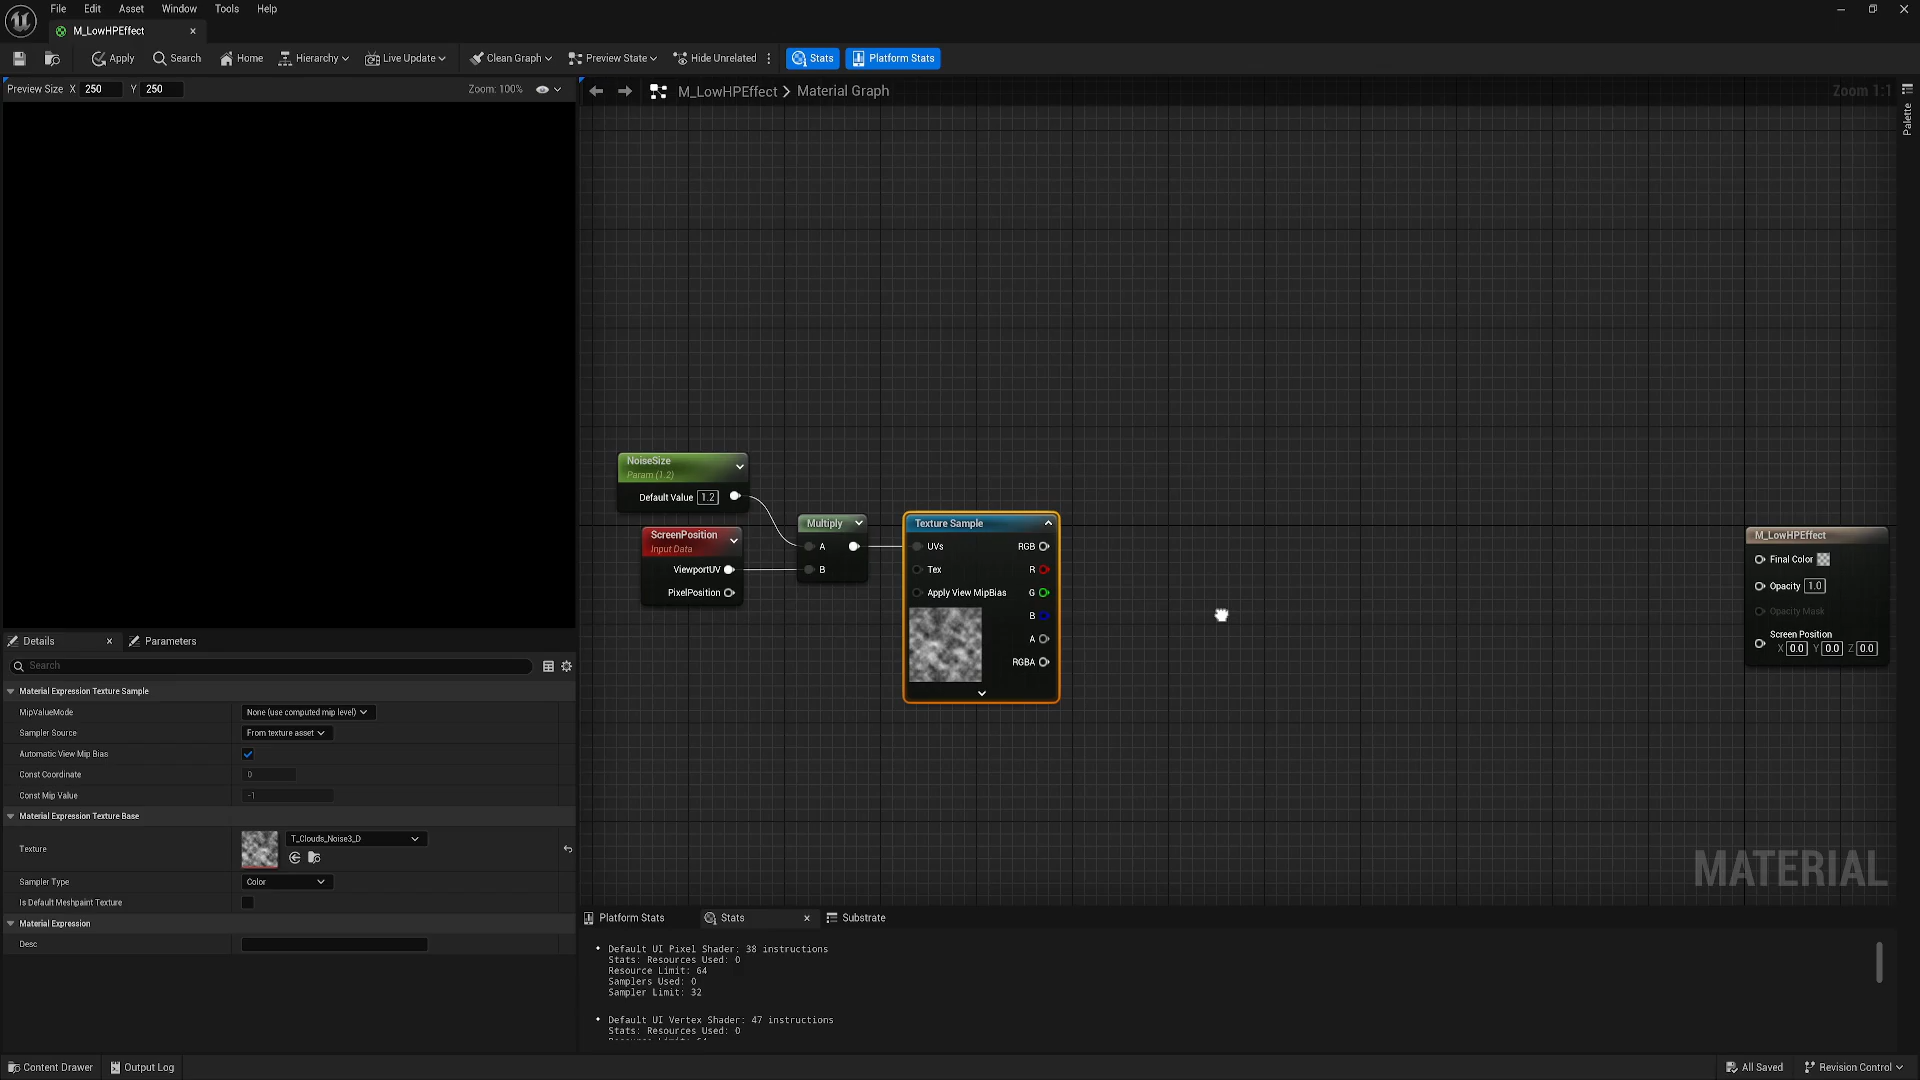 File Edit Asset Window Tools Help
M_LowHPEffect
Apply Search Home Hierarchy Live Update Clean Graph Preview State Hide Unrelated Stats Platform Stats
Preview Size X 250 Y 250 Zoom: 100%
M_LowHPEffect > Material Graph Zoom 1:1
Palette
NoiseSize
Param (1.2)
Default Value 1.2
ScreenPosition
Input Data
ViewportUV
PixelPosition
Multiply
A
B
Texture Sample
UVs RGB
Tex R
Apply View MipBias G
B
A
RGBA
M_LowHPEffect
Final Color
Opacity 1.0
Opacity Mask
Screen Position
X 0.0 Y 0.0 Z 0.0
MATERIAL
Details Parameters
Search
Material Expression Texture Sample
MipValueMode None (use computed mip level)
Sampler Source From texture asset
Automatic View Mip Bias
Const Coordinate 0
Const Mip Value -1
Material Expression Texture Base
Texture T_Clouds_Noise3_D
Sampler Type Color
Is Default Meshpaint Texture
Material Expression
Desc
Platform Stats Stats Substrate
Default UI Pixel Shader: 38 instructions
Stats: Resources Used: 0
Resource Limit: 64
Samplers Used: 0
Sampler Limit: 32
Default UI Vertex Shader: 47 instructions
Stats: Resources Used: 0
Content Drawer Output Log All Saved Revision Control